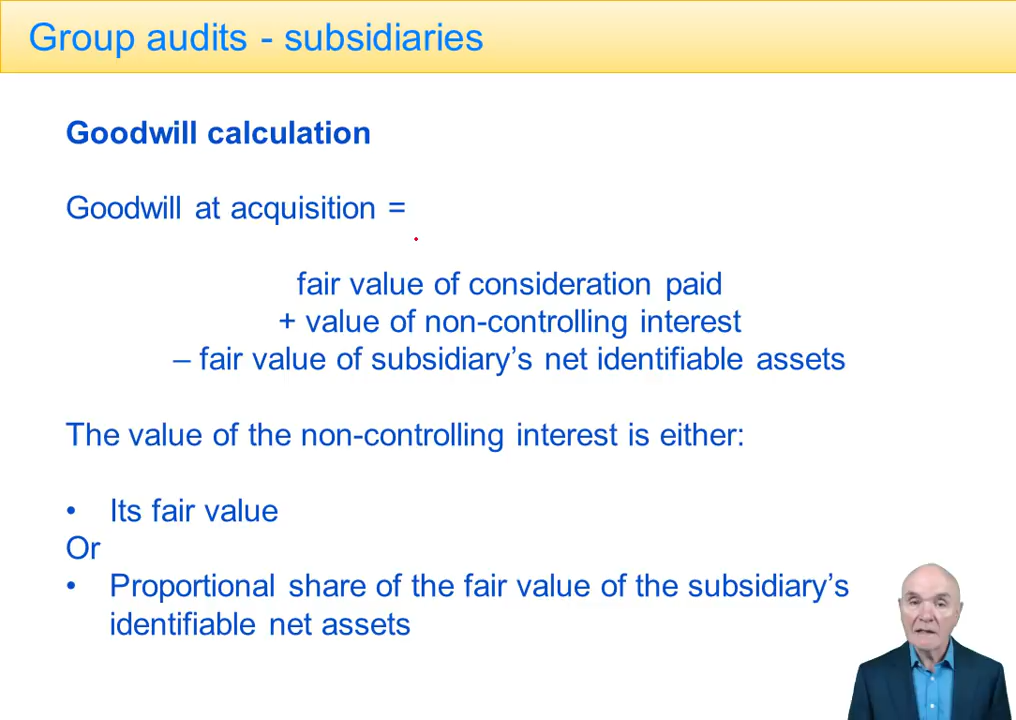 Group audits - subsidiaries
Goodwill calculation
Goodwill at acquisition =
fair value of consideration paid
+ value of non-controlling interest
– fair value of subsidiary’s net identifiable assets
The value of the non-controlling interest is either:
• Its fair value
Or
• Proportional share of the fair value of the subsidiary’s
identifiable net assets